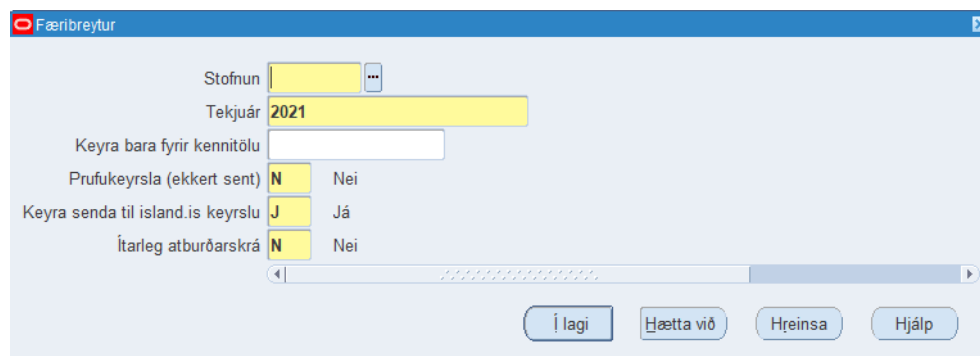 Færibreytur
Stofnun ...
Tekjuár 2021
Keyra bara fyrir kennitölu
Prufukeyrsla (ekkert sent) N Nei
Keyra senda til island.is keyrslu J Já
Ítarleg atburðarskrá N Nei
Í lagi Hætta við Hreinsa Hjálp